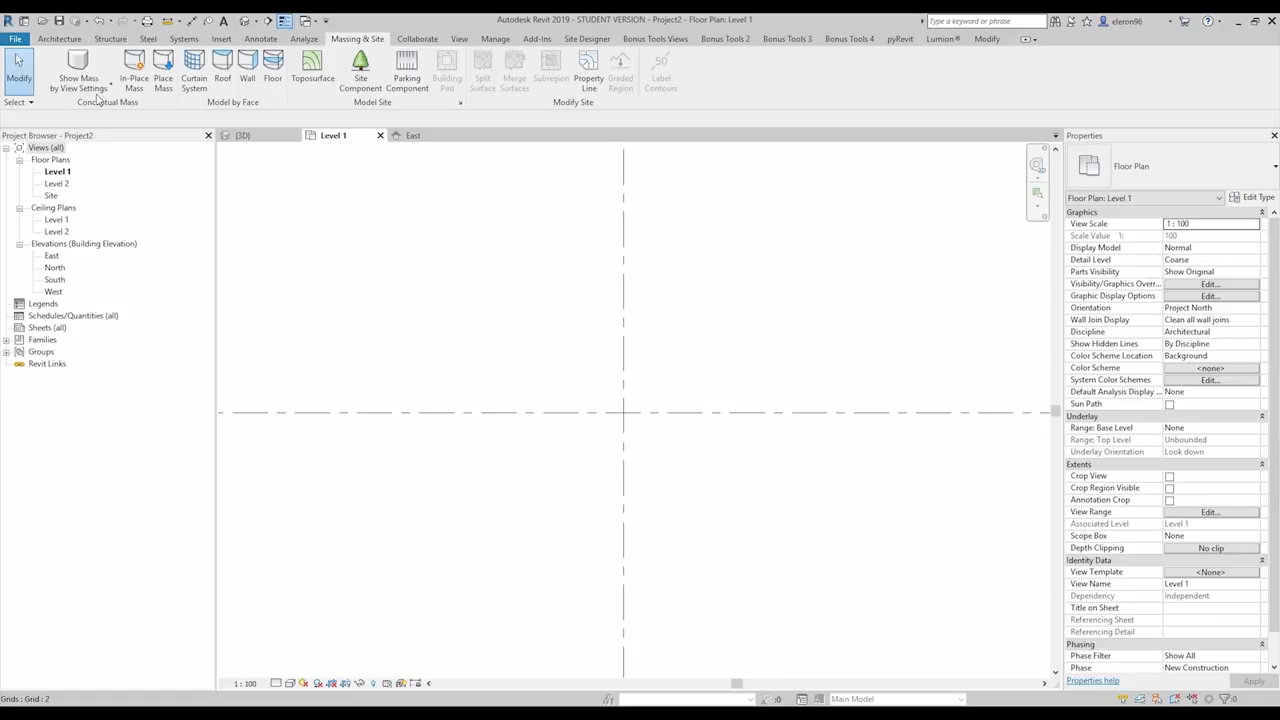 Autodesk Revit 2019 - STUDENT VERSION - Project2 - Floor Plan: Level 1
Type a keyword or phrase
eleron96
File
Architecture
Structure
Steel
Systems
Insert
Annotate
Analyze
Massing & Site
Collaborate
View
Manage
Add-Ins
Site Designer
Bonus Tools Views
Bonus Tools 2
Bonus Tools 3
Bonus Tools 4
pyRevit
Lumion®
Modify
Modify
Show Mass
by View Settings
In-Place
Mass
Place
Mass
Curtain
System
Roof
Wall
Floor
Toposurface
Site
Component
Parking
Component
Building
Pad
Split
Surface
Merge
Surfaces
Subregion
Property
Line
Graded
Region
Label
Contours
Select
Conceptual Mass
Model by Face
Model Site
Modify Site
Project Browser - Project2
{3D}
Level 1
East
Properties
Views (all)
Floor Plans
Level 1
Level 2
Site
Ceiling Plans
Level 1
Level 2
Elevations (Building Elevation)
East
North
South
West
Legends
Schedules/Quantities (all)
Sheets (all)
Families
Groups
Revit Links
Floor Plan
Floor Plan: Level 1
Edit Type
Graphics
View Scale 1 : 100
Scale Value 1: 100
Display Model Normal
Detail Level Coarse
Parts Visibility Show Original
Visibility/Graphics Overr... Edit...
Graphic Display Options Edit...
Orientation Project North
Wall Join Display Clean all wall joins
Discipline Architectural
Show Hidden Lines By Discipline
Color Scheme Location Background
Color Scheme <none>
System Color Schemes Edit...
Default Analysis Display ... None
Sun Path
Underlay
Range: Base Level None
Range: Top Level Unbounded
Underlay Orientation Look down
Extents
Crop View
Crop Region Visible
Annotation Crop
View Range Edit...
Associated Level Level 1
Scope Box None
Depth Clipping No clip
Identity Data
View Template <None>
View Name Level 1
Dependency Independent
Title on Sheet
Referencing Sheet
Referencing Detail
Phasing
Phase Filter Show All
Phase New Construction
Properties help
Apply
1 : 100
Grids : Grid : 2
:0
Main Model
:0